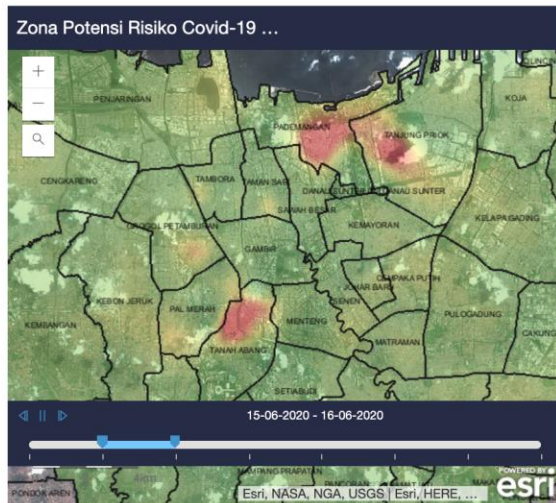 Zona Potensi Risiko Covid-19 ...
+
−
PENJARINGAN
KOJA
PADEMANGAN
TANJUNG PRIOK
CENGKARENG
TAMBORA
TAMAN SARI
DANAU SUNTER
DANAU SUNTER
SAWAH BESAR
GROGOL PETAMBURAN
KEMAYORAN
KELAPA GADING
GAMBIR
CEMPAKA PUTIH
JOHAR BARU
KEBON JERUK
PAL MERAH
SENEN
PULOGADUNG
KEMBANGAN
MENTENG
CAKUNG
TANAH ABANG
MATRAMAN
SETIABUDI
15-06-2020 - 16-06-2020
MAMPANG PRAPATAN
PANCORAN
PONDOK AREN
POWERED BY
esri
Esri, NASA, NGA, USGS | Esri, HERE, ...